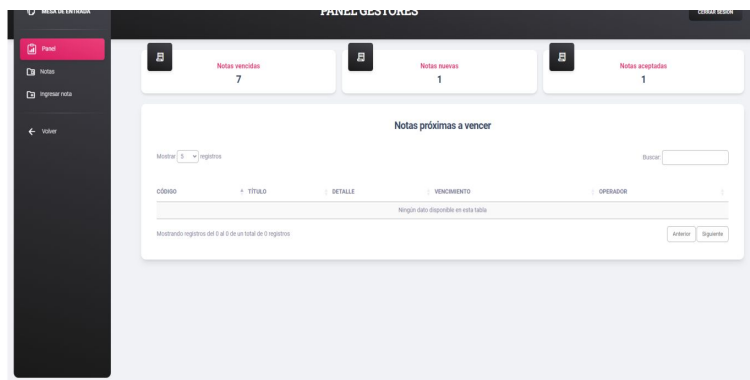 MESA DE ENTRADA
PANEL GESTORES
CERRAR SESIÓN
Panel
Notas
Ingresar nota
Volver
Notas vencidas
7
Notas nuevas
1
Notas aceptadas
1
Notas próximas a vencer
Mostrar 5 registros
Buscar:
CÓDIGO TÍTULO DETALLE VENCIMIENTO OPERADOR
Ningún dato disponible en esta tabla
Mostrando registros del 0 al 0 de un total de 0 registros
Anterior Siguiente